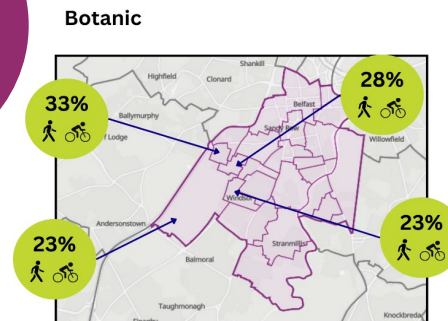 Botanic
Shankill
Highfield
Clonard
28%
33%
Belfast
Ballymurphy
Sandy Row
f Lodge
Willowfield
Windsor
Andersonstown
23%
23%
Stranmillis
Balmoral
Taughmonagh
Knockbreda